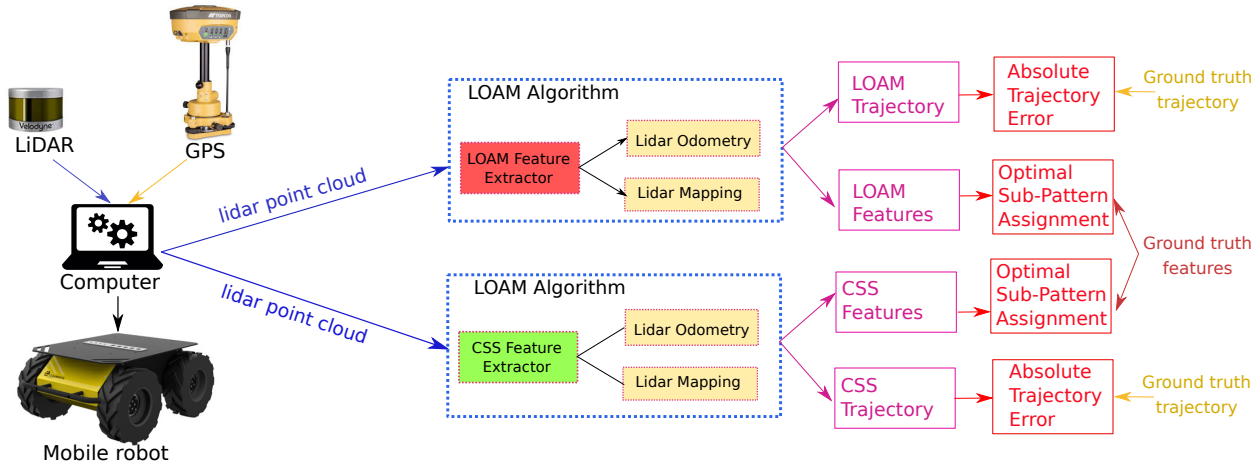 TOPCON
Velodyne
LiDAR
GPS
Computer
Mobile robot
lidar point cloud
lidar point cloud
LOAM Algorithm
LOAM Feature
Extractor
Lidar Odometry
Lidar Mapping
LOAM Algorithm
CSS Feature
Extractor
Lidar Odometry
Lidar Mapping
LOAM
Trajectory
Absolute
Trajectory
Error
Ground truth
trajectory
LOAM
Features
Optimal
Sub-Pattern
Assignment
Ground truth
features
CSS
Features
Optimal
Sub-Pattern
Assignment
CSS
Trajectory
Absolute
Trajectory
Error
Ground truth
trajectory